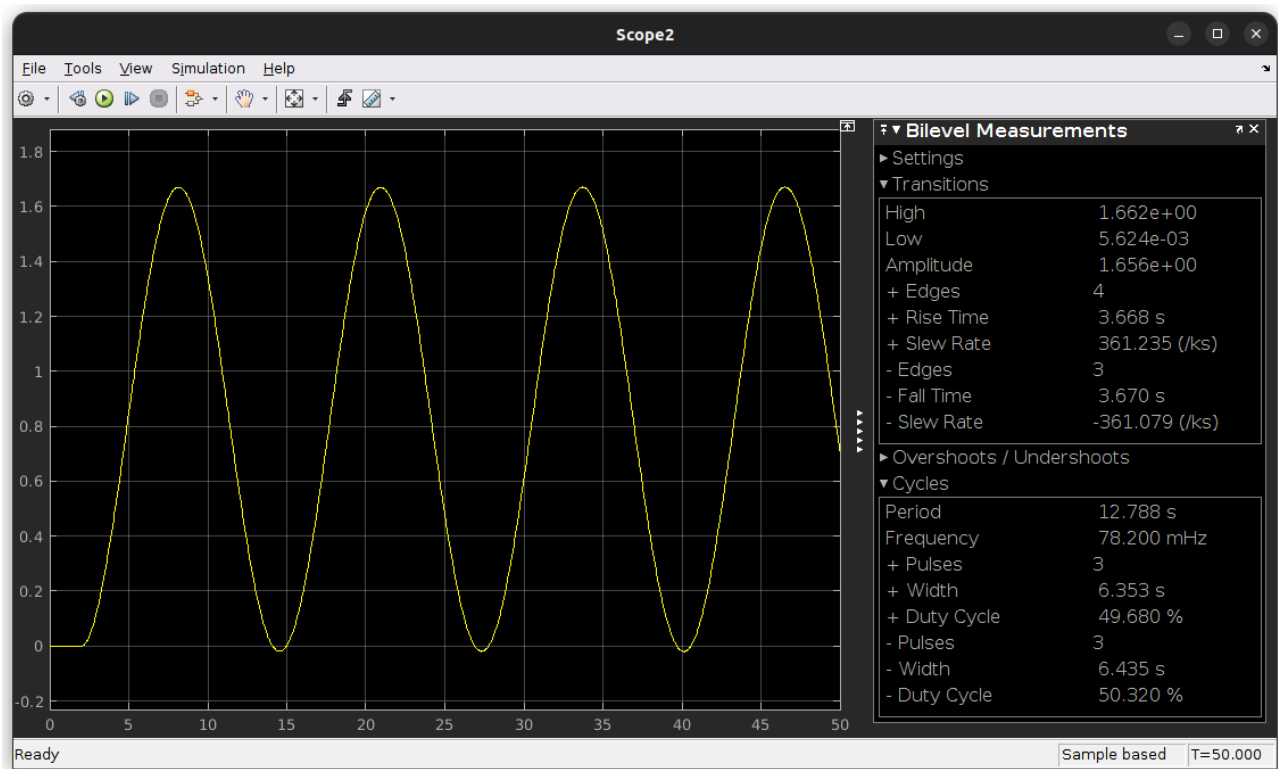 Scope2
File Tools View Simulation Help
Bilevel Measurements
Settings
Transitions
High 1.662e+00
Low 5.624e-03
Amplitude 1.656e+00
+ Edges 4
+ Rise Time 3.668 s
+ Slew Rate 361.235 (/ks)
- Edges 3
- Fall Time 3.670 s
- Slew Rate -361.079 (/ks)
Overshoots / Undershoots
Cycles
Period 12.788 s
Frequency 78.200 mHz
+ Pulses 3
+ Width 6.353 s
+ Duty Cycle 49.680 %
- Pulses 3
- Width 6.435 s
- Duty Cycle 50.320 %
1.8
1.6
1.4
1.2
1
0.8
0.6
0.4
0.2
0
-0.2
0 5 10 15 20 25 30 35 40 45 50
Ready Sample based T=50.000